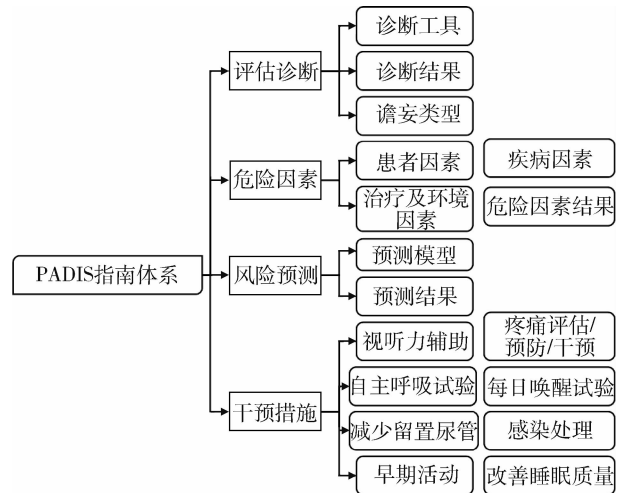 诊断工具
评估诊断
诊断结果
谵妄类型
患者因素
疾病因素
危险因素
治疗及环境
因素
危险因素结果
PADIS指南体系
预测模型
风险预测
预测结果
视听力辅助
疼痛评估/
预防/干预
自主呼吸试验
每日唤醒试验
干预措施
减少留置尿管
感染处理
早期活动
改善睡眠质量